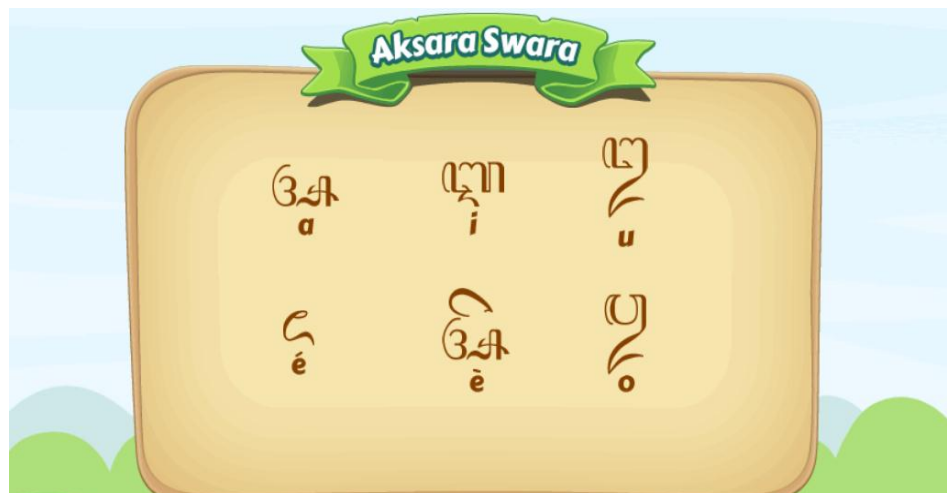 Aksara Swara
ꦄ ꦆ ꦈ
a i u
ꦌ ꦎ
é è o